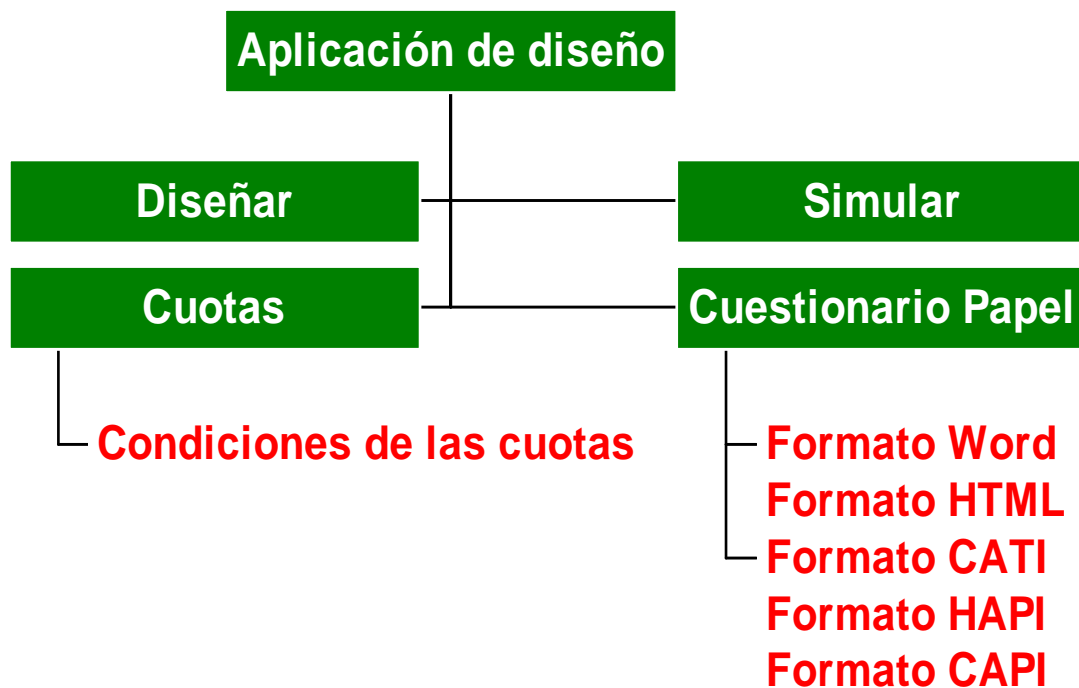 Aplicación de diseño
Diseñar
Simular
Cuotas
Cuestionario Papel
Condiciones de las cuotas
Formato Word
Formato HTML
Formato CATI
Formato HAPI
Formato CAPI